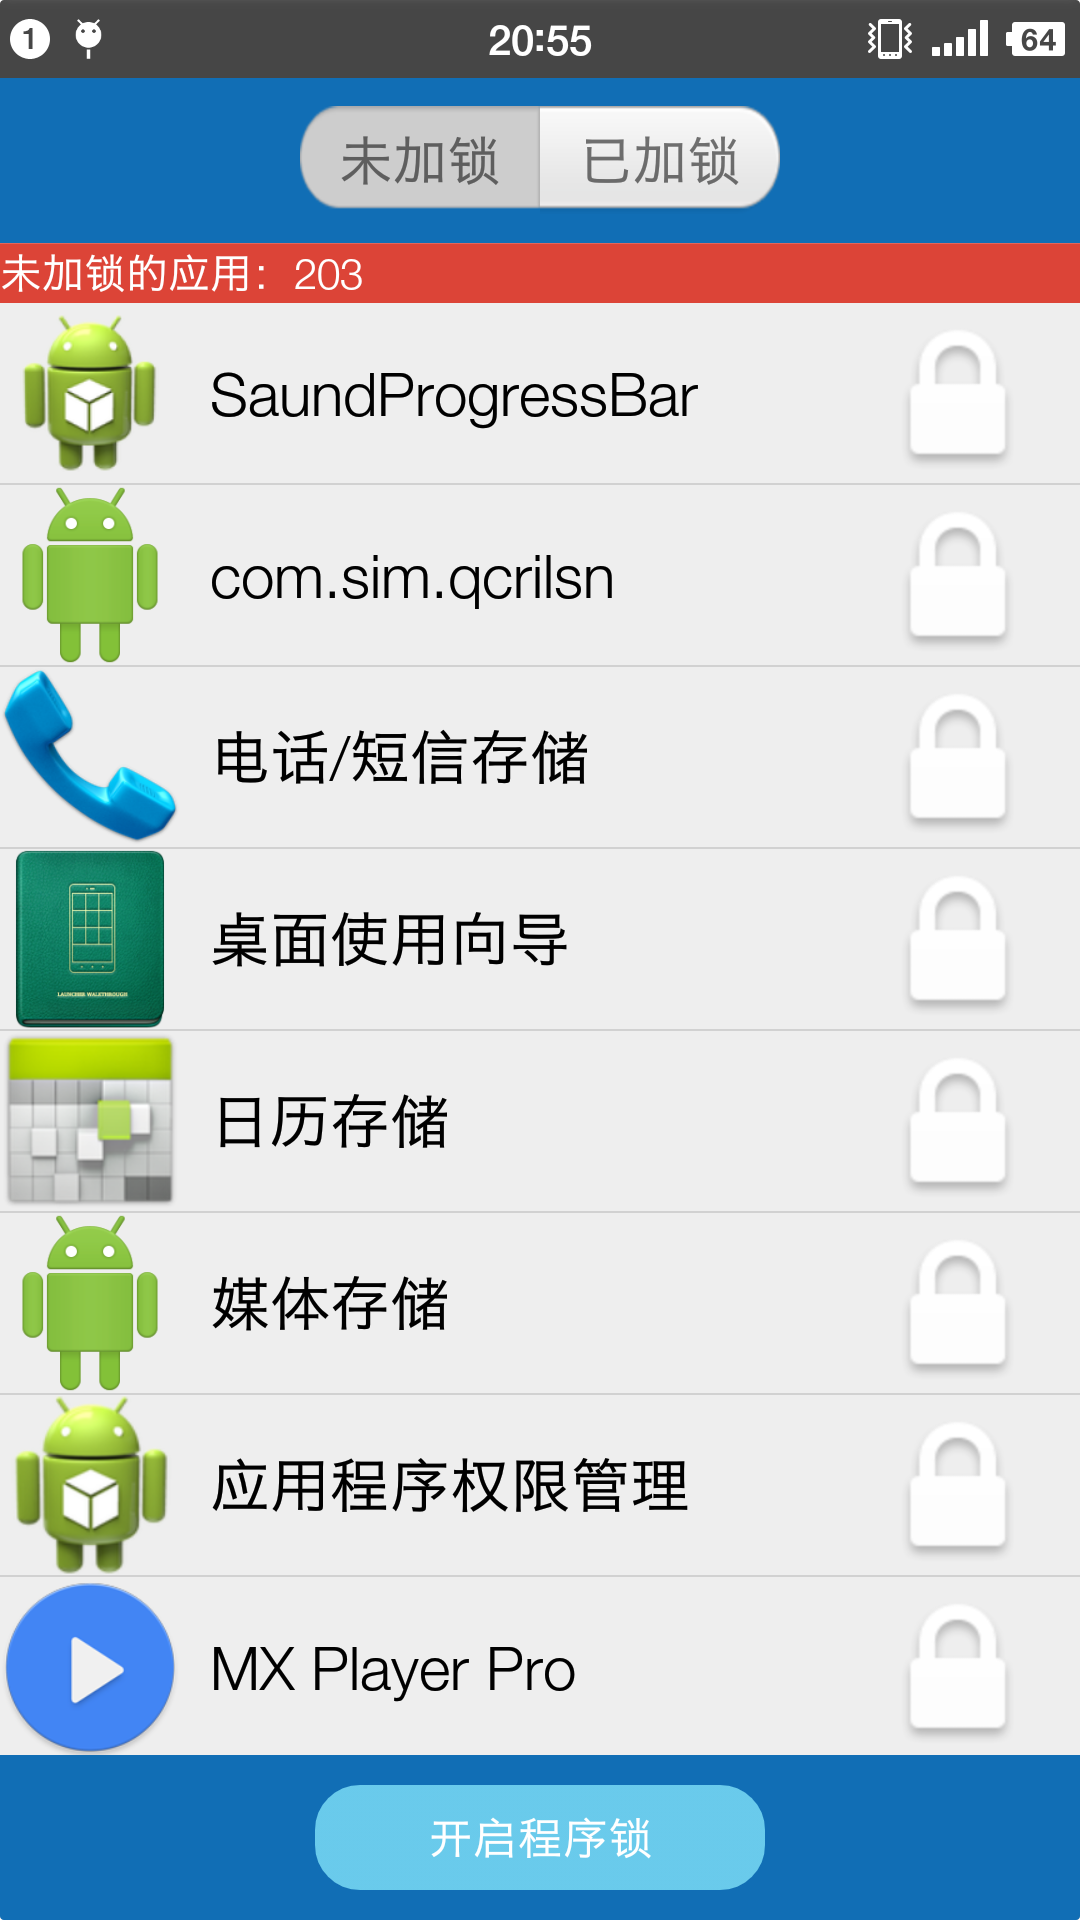 1
20:55
64
未加锁
已加锁
未加锁的应用：203
SaundProgressBar
com.sim.qcrilsn
电话/短信存储
桌面使用向导
LAUNCHER WALKTHROUGH
日历存储
媒体存储
应用程序权限管理
MX Player Pro
开启程序锁